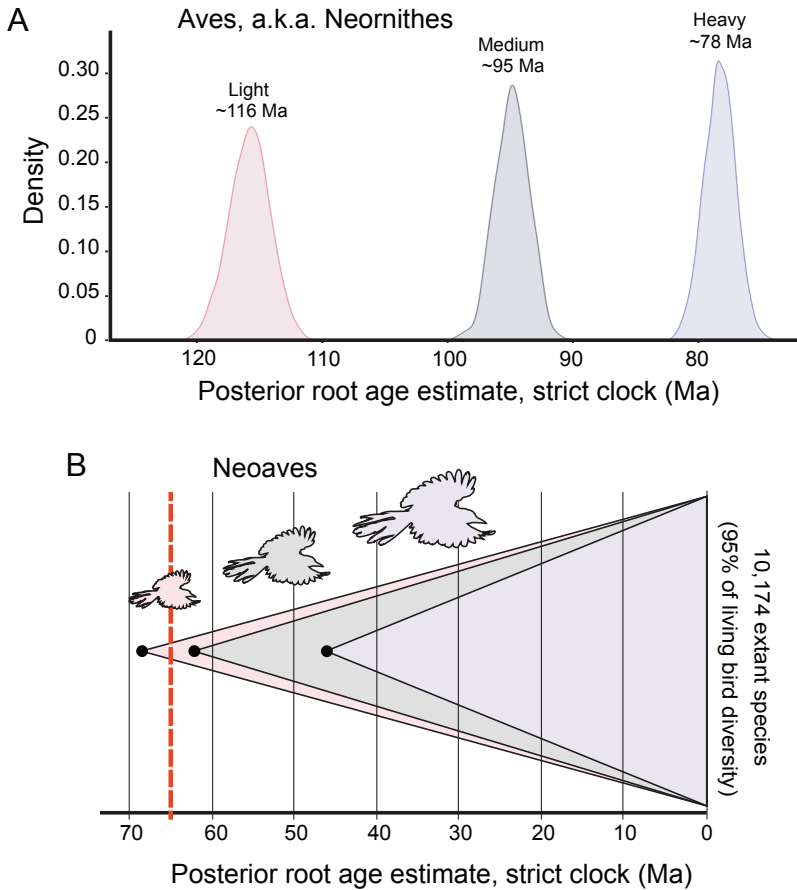 A
Aves, a.k.a. Neornithes
Light
~116 Ma
Medium
~95 Ma
Heavy
~78 Ma
Density
0.30
0.25
0.20
0.15
0.10
0.05
0
120
110
100
90
80
Posterior root age estimate, strict clock (Ma)
B
Neoaves
10,174 extant species
(95% of living bird diversity)
70
60
50
40
30
20
10
0
Posterior root age estimate, strict clock (Ma)